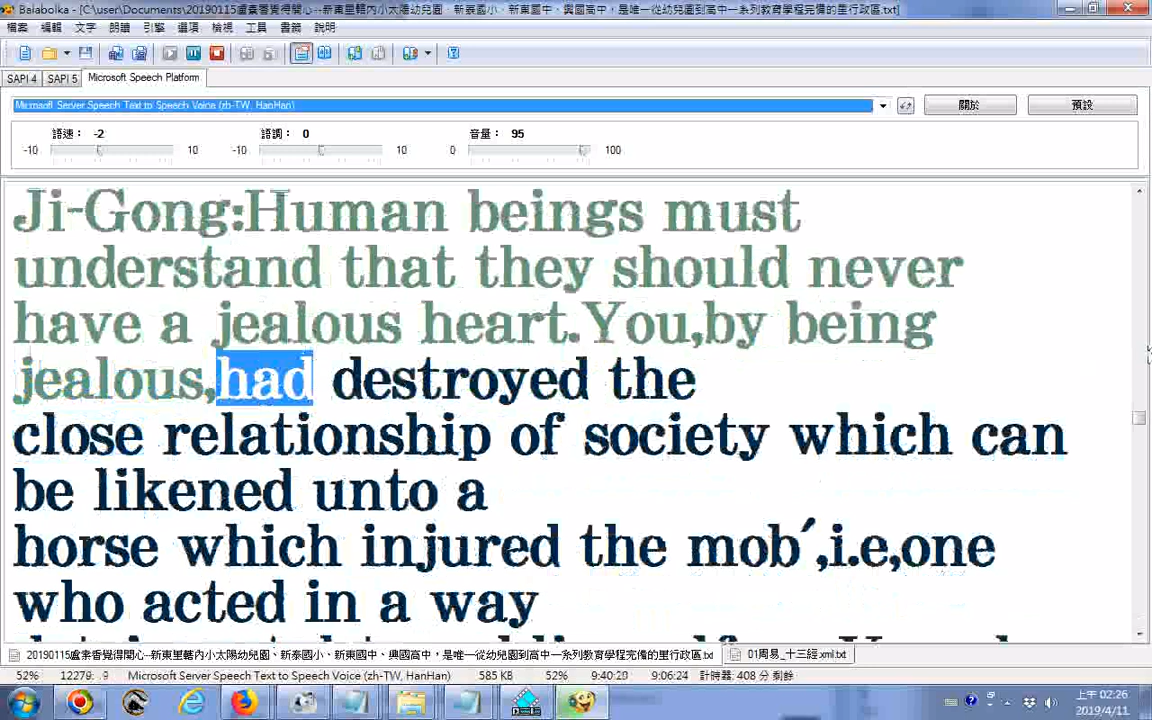 Balabolka - [C:\user\Documents\20190115盧素香覺得開心--新東里轄內小太陽幼兒園、新泰國小、新東國中、興國高中，是唯一從幼兒園到高中一系列教育學程完備的里行政區.txt]
檔案 編輯 文字 朗讀 引擎 選項 檢視 工具 書籤 說明
SAPI 4 SAPI 5 Microsoft Speech Platform
Microsoft Server Speech Text to Speech Voice (zh-TW, HanHan)
關於 預設
語速： -2 語調： 0 音量： 95
-10 10 -10 10 0 100
Ji-Gong:Human beings must
understand that they should never
have a jealous heart.You,by being
jealous,had destroyed the
close relationship of society which can
be likened unto a
horse which injured the mob′,i.e,one
who acted in a way
20190115盧素香覺得開心--新東里轄內小太陽幼兒園、新泰國小、新東國中、興國高中，是唯一從幼兒園到高中一系列教育學程完備的里行政區.txt 01周易_十三經.xml.txt
52% Microsoft Server Speech Text to Speech Voice (zh-TW, HanHan) 585 KB 52% 9:40:20 9:06:24 計時器: 408 分 剩餘
上午 02:26
2019/4/11